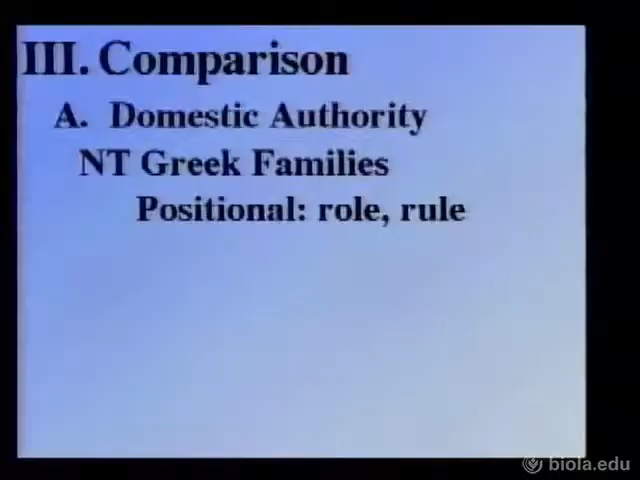 III. Comparison
A. Domestic Authority
NT Greek Families
Positional: role, rule
biola.edu